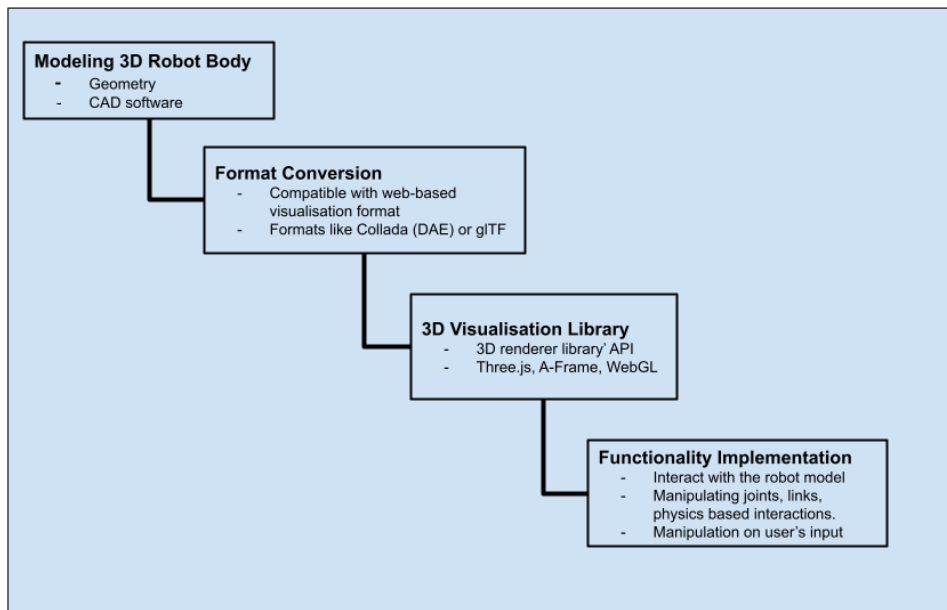 Modeling 3D Robot Body
- Geometry
- CAD software
Format Conversion
- Compatible with web-based
visualisation format
- Formats like Collada (DAE) or glTF
3D Visualisation Library
- 3D renderer library' API
- Three.js, A-Frame, WebGL
Functionality Implementation
- Interact with the robot model
- Manipulating joints, links,
physics based interactions.
- Manipulation on user's input